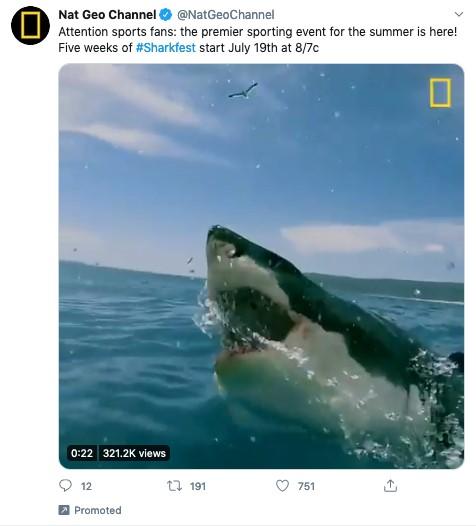 Nat Geo Channel @NatGeoChannel
Attention sports fans: the premier sporting event for the summer is here!
Five weeks of #Sharkfest start July 19th at 8/7c
0:22 321.2K views
12 191 751
Promoted